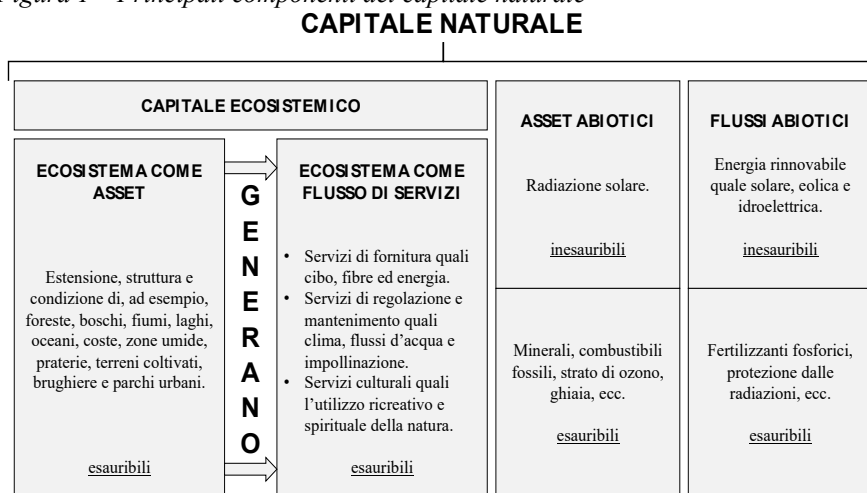 Figura 1 – Principali componenti del capitale naturale
CAPITALE NATURALE
CAPITALE ECOSISTEMICO
ECOSISTEMA COME
ASSET
Estensione, struttura e
condizione di, ad esempio,
foreste, boschi, fiumi, laghi,
oceani, coste, zone umide,
praterie, terreni coltivati,
brughiere e parchi urbani.
esauribili
G
E
N
E
R
A
N
O
ECOSISTEMA COME
FLUSSO DI SERVIZI
• Servizi di fornitura quali
cibo, fibre ed energia.
• Servizi di regolazione e
mantenimento quali
clima, flussi d’acqua e
impollinazione.
• Servizi culturali quali
l’utilizzo ricreativo e
spirituale della natura.
esauribili
ASSET ABIOTICI
Radiazione solare.
inesauribili
Minerali, combustibili
fossili, strato di ozono,
ghiaia, ecc.
esauribili
FLUSSI ABIOTICI
Energia rinnovabile
quale solare, eolica e
idroelettrica.
inesauribili
Fertilizzanti fosforici,
protezione dalle
radiazioni, ecc.
esauribili